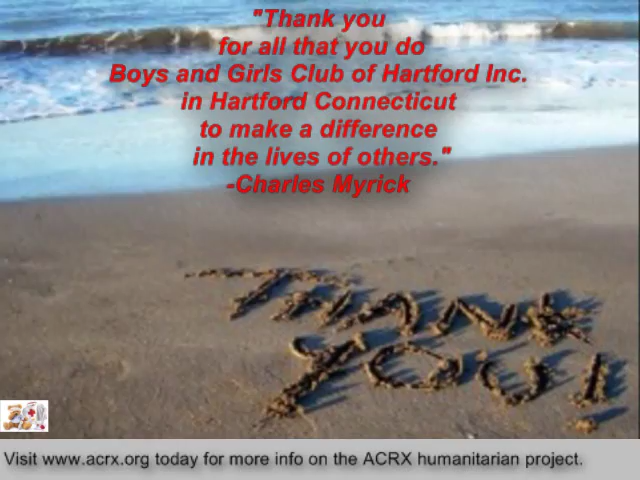 "Thank you
for all that you do
Boys and Girls Club of Hartford Inc.
in Hartford Connecticut
to make a difference
in the lives of others."
-Charles Myrick
THANK
YOU!
Visit www.acrx.org today for more info on the ACRX humanitarian project.